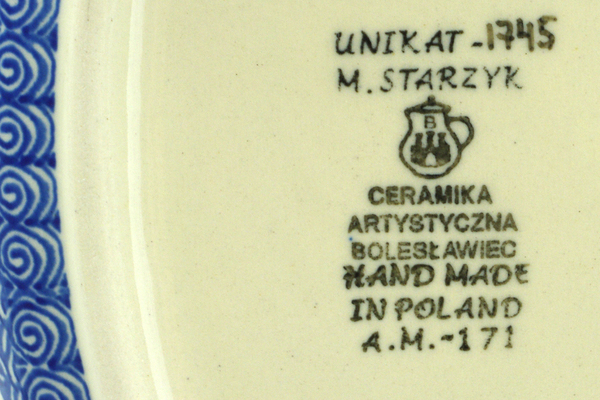 UNIKAT -1745
M. STARZYK
B
CERAMIKA
ARTYSTYCZNA
BOLESŁAWIEC
HAND MADE
IN POLAND
A.M.-171